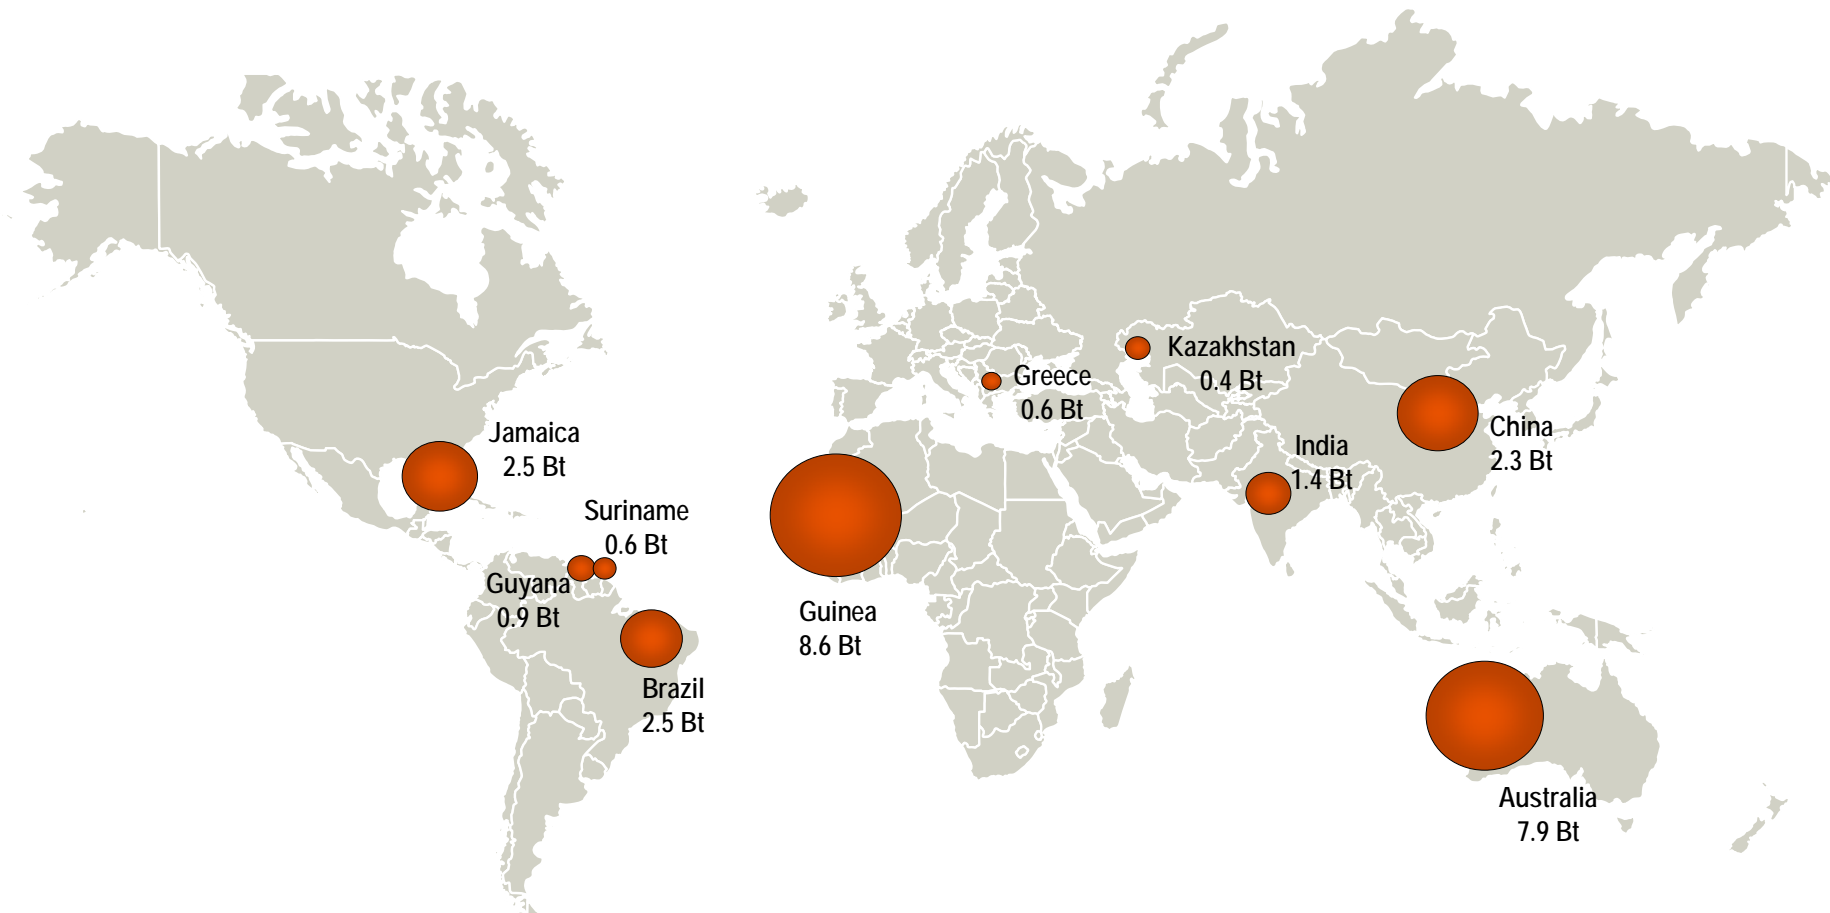 Kazakhstan
0.4 Bt
Greece
0.6 Bt
China
2.3 Bt
Jamaica
2.5 Bt
India
1.4 Bt
Suriname
0.6 Bt
Guyana
0.9 Bt
Guinea
8.6 Bt
Brazil
2.5 Bt
Australia
7.9 Bt